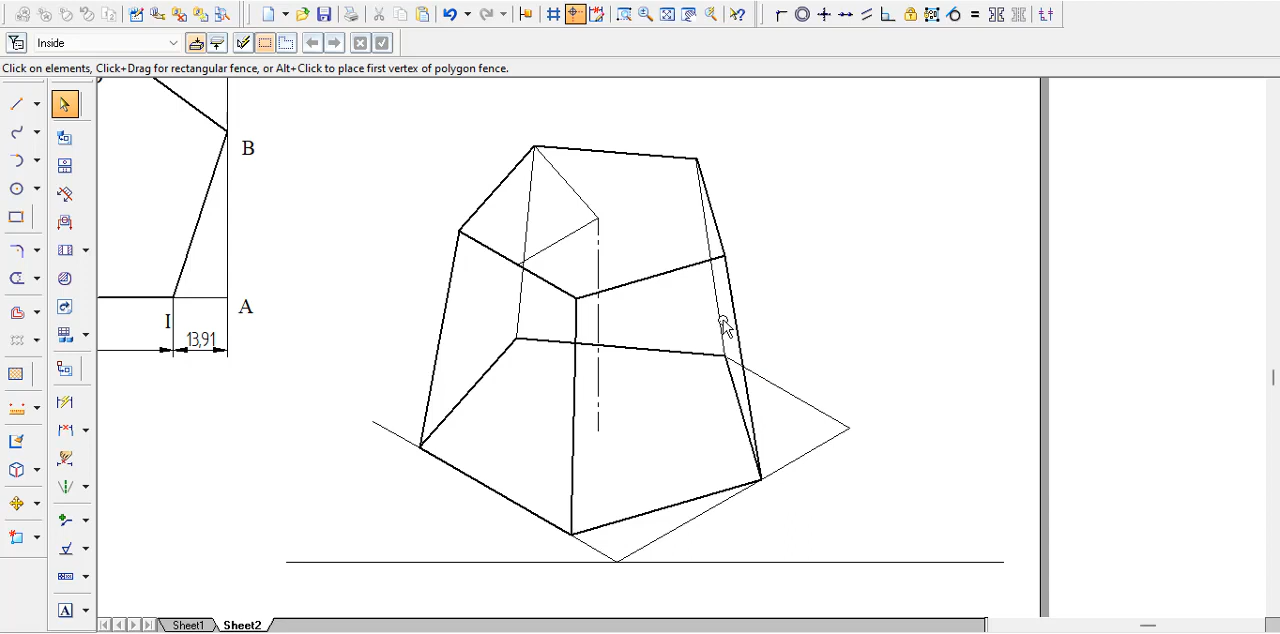 Inside
Click on elements, Click+Drag for rectangular fence, or Alt+Click to place first vertex of polygon fence.
B
A
I
13,91
A
Sheet1
Sheet2